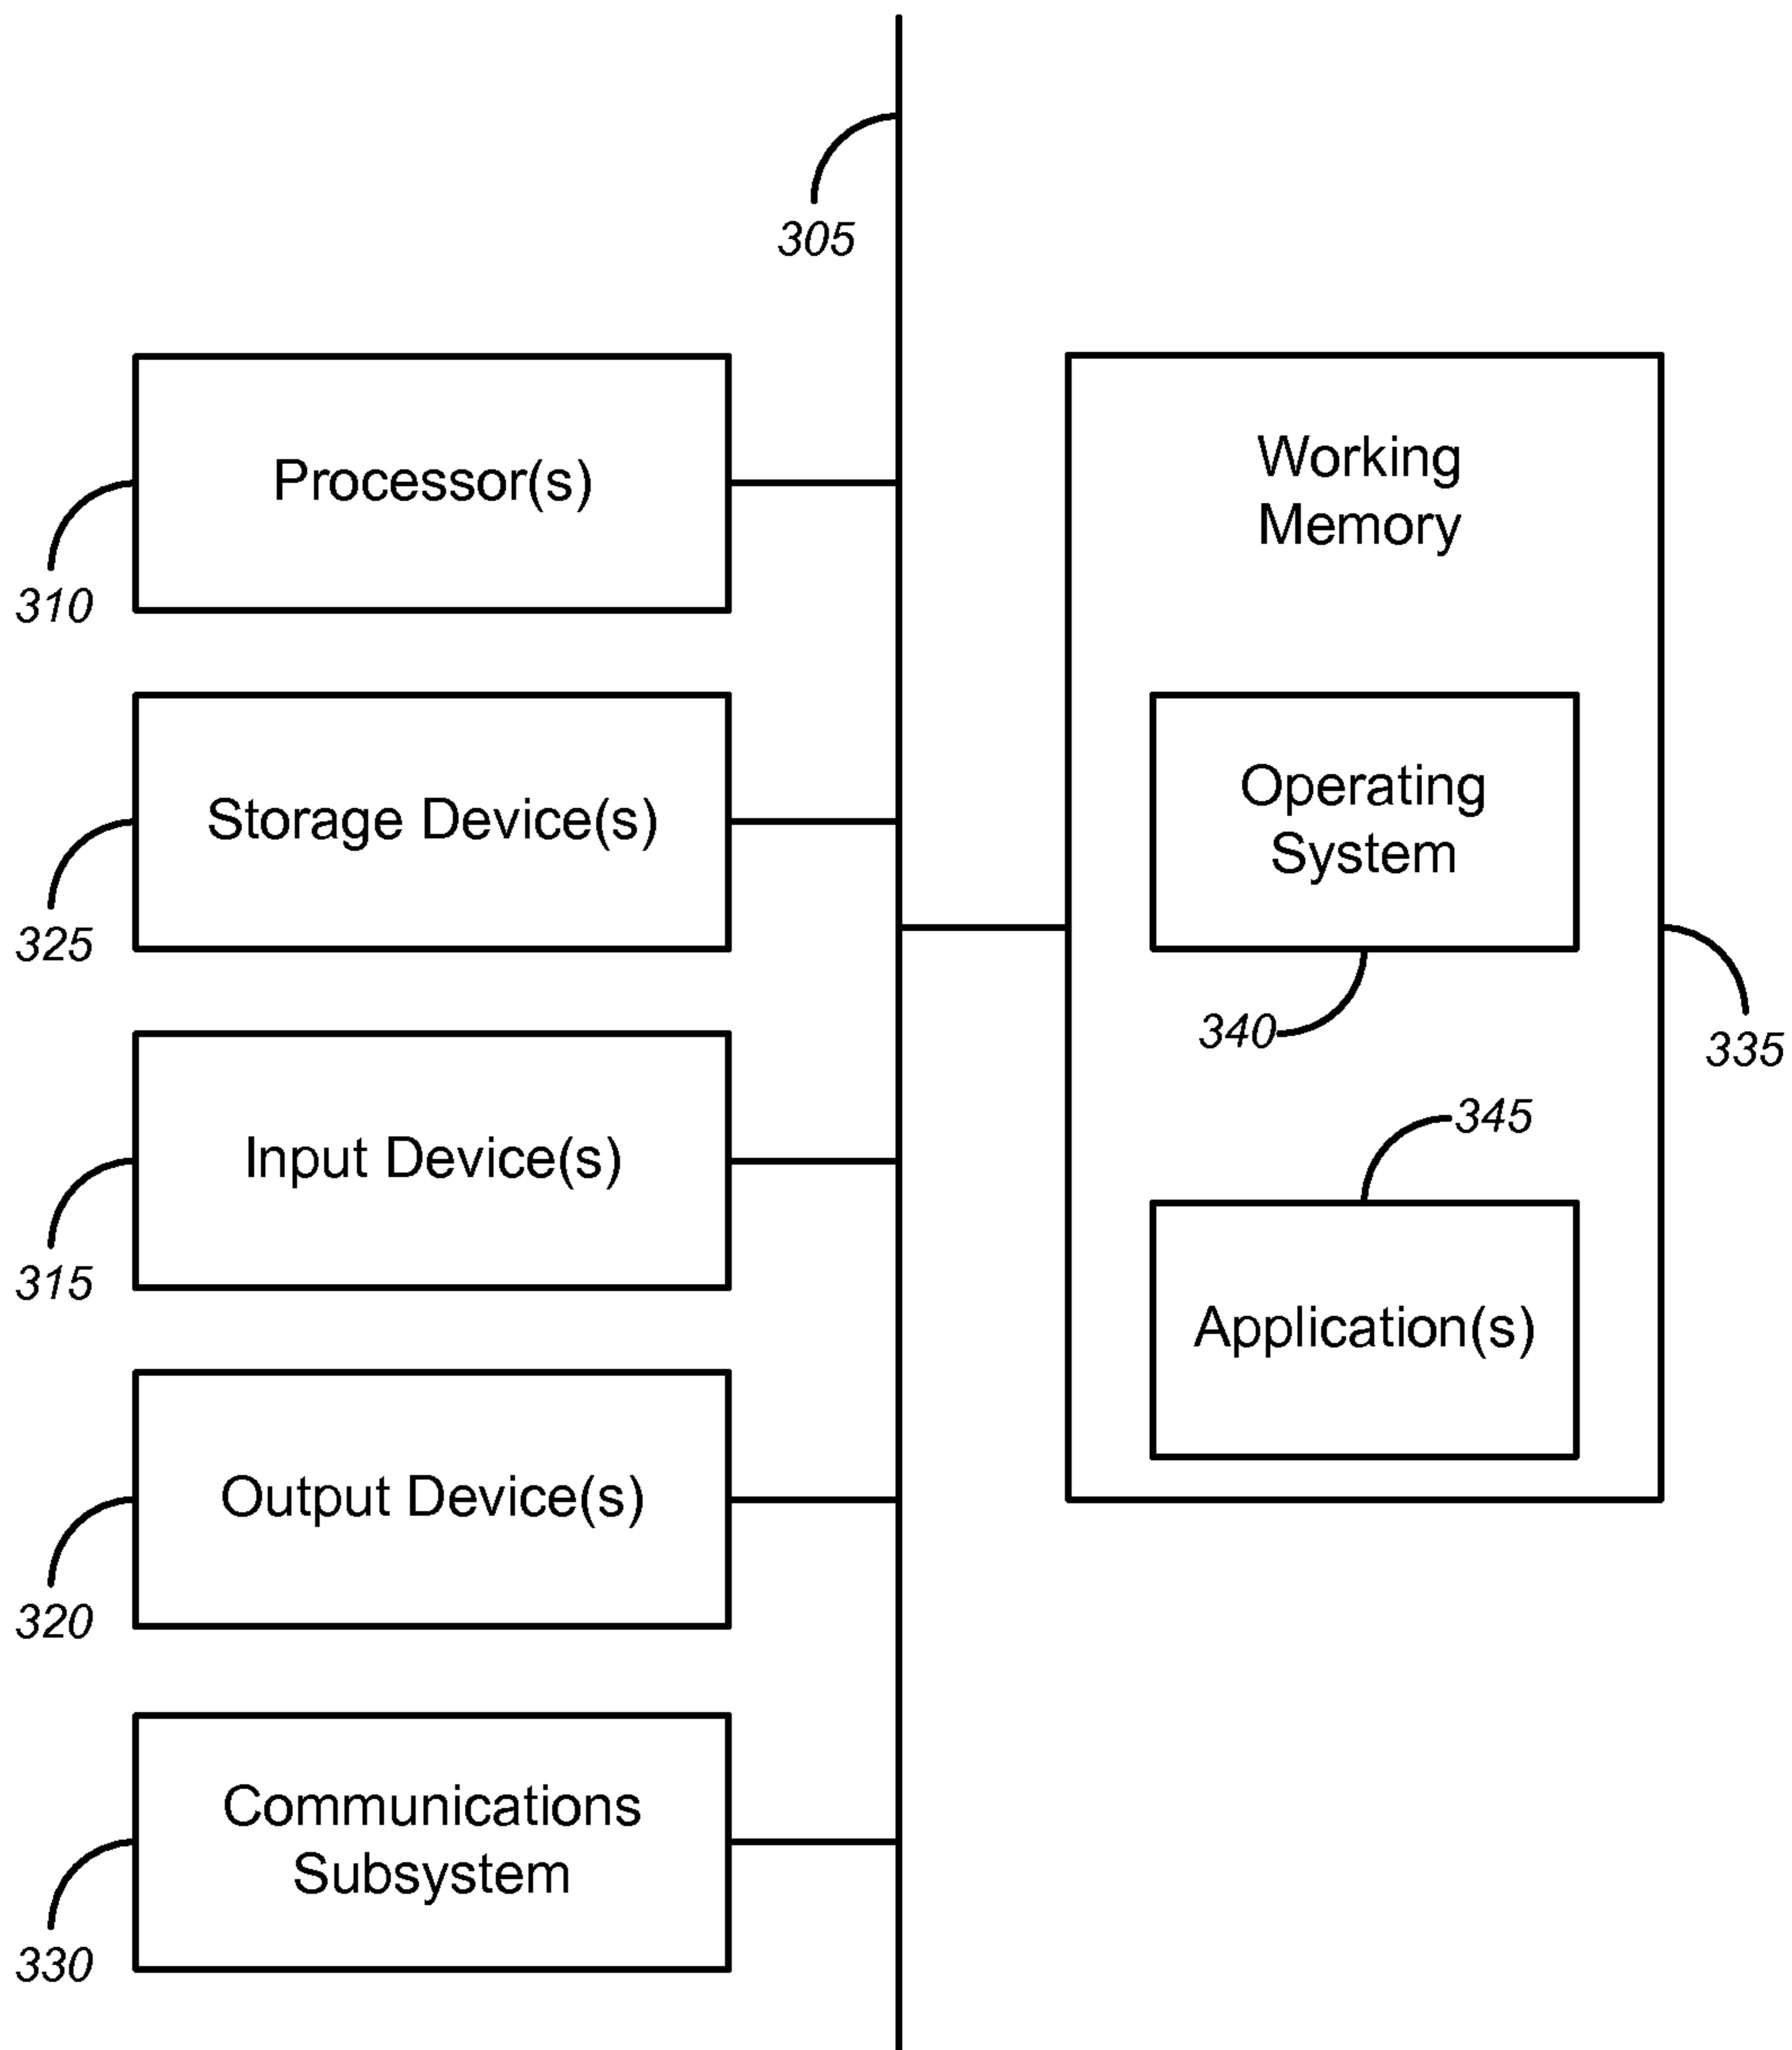 305
Processor(s)
310
Storage Device(s)
325
Input Device(s)
315
Output Device(s)
320
Communications
Subsystem
330
Working
Memory
Operating
System
340
335
345
Application(s)